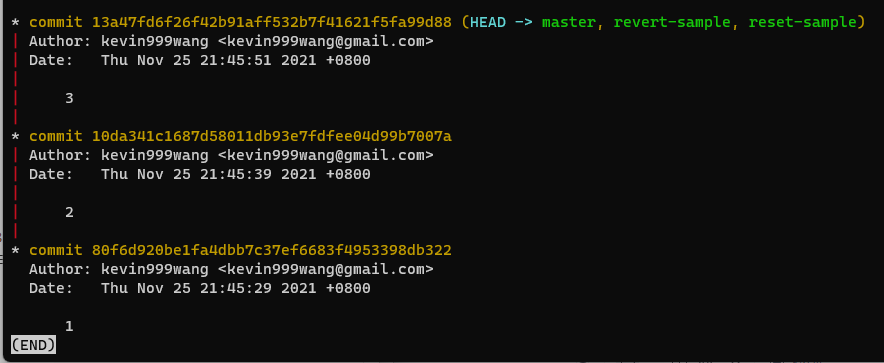 * commit 13a47fd6f26f42b91aff532b7f41621f5fa99d88 (HEAD -> master, revert-sample, reset-sample)
| Author: kevin999wang <kevin999wang@gmail.com>
| Date:   Thu Nov 25 21:45:51 2021 +0800
|
|     3
|
* commit 10da341c1687d58011db93e7fdfee04d99b7007a
| Author: kevin999wang <kevin999wang@gmail.com>
| Date:   Thu Nov 25 21:45:39 2021 +0800
|
|     2
|
* commit 80f6d920be1fa4dbb7c37ef6683f4953398db322
  Author: kevin999wang <kevin999wang@gmail.com>
  Date:   Thu Nov 25 21:45:29 2021 +0800

      1
(END)